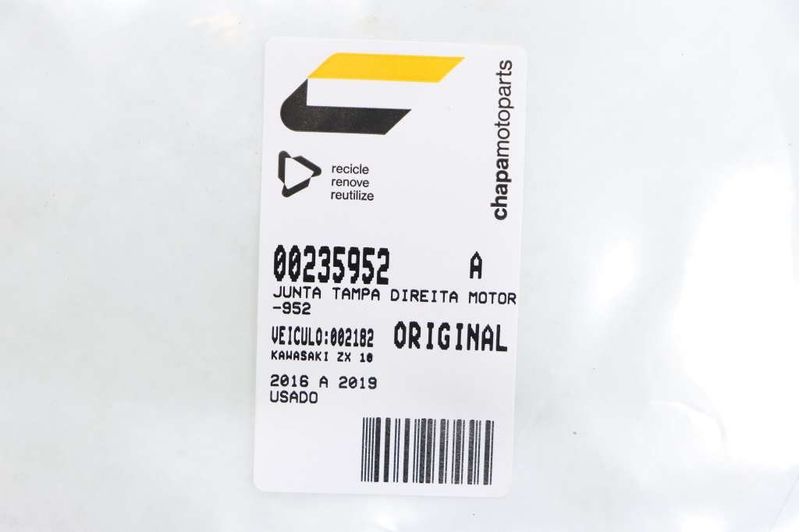 chapamotoparts
recicle
renove
reutilize
00235952 A
JUNTA TAMPA DIREITA MOTOR
-952
VEICULO:002182 ORIGINAL
KAWASAKI ZX 10
2016 A 2019
USADO